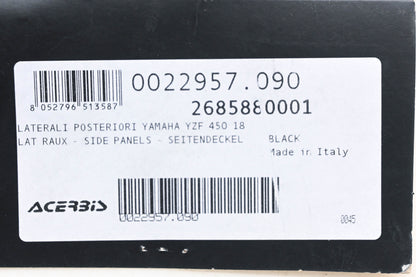 0022957.090
8 052796 513587
2685880001
LATERALI POSTERIORI YAMAHA YZF 450 18
LAT RAUX - SIDE PANELS - SEITENDECKEL BLACK
Made in Italy
ACERBIS
0022957.090
0045